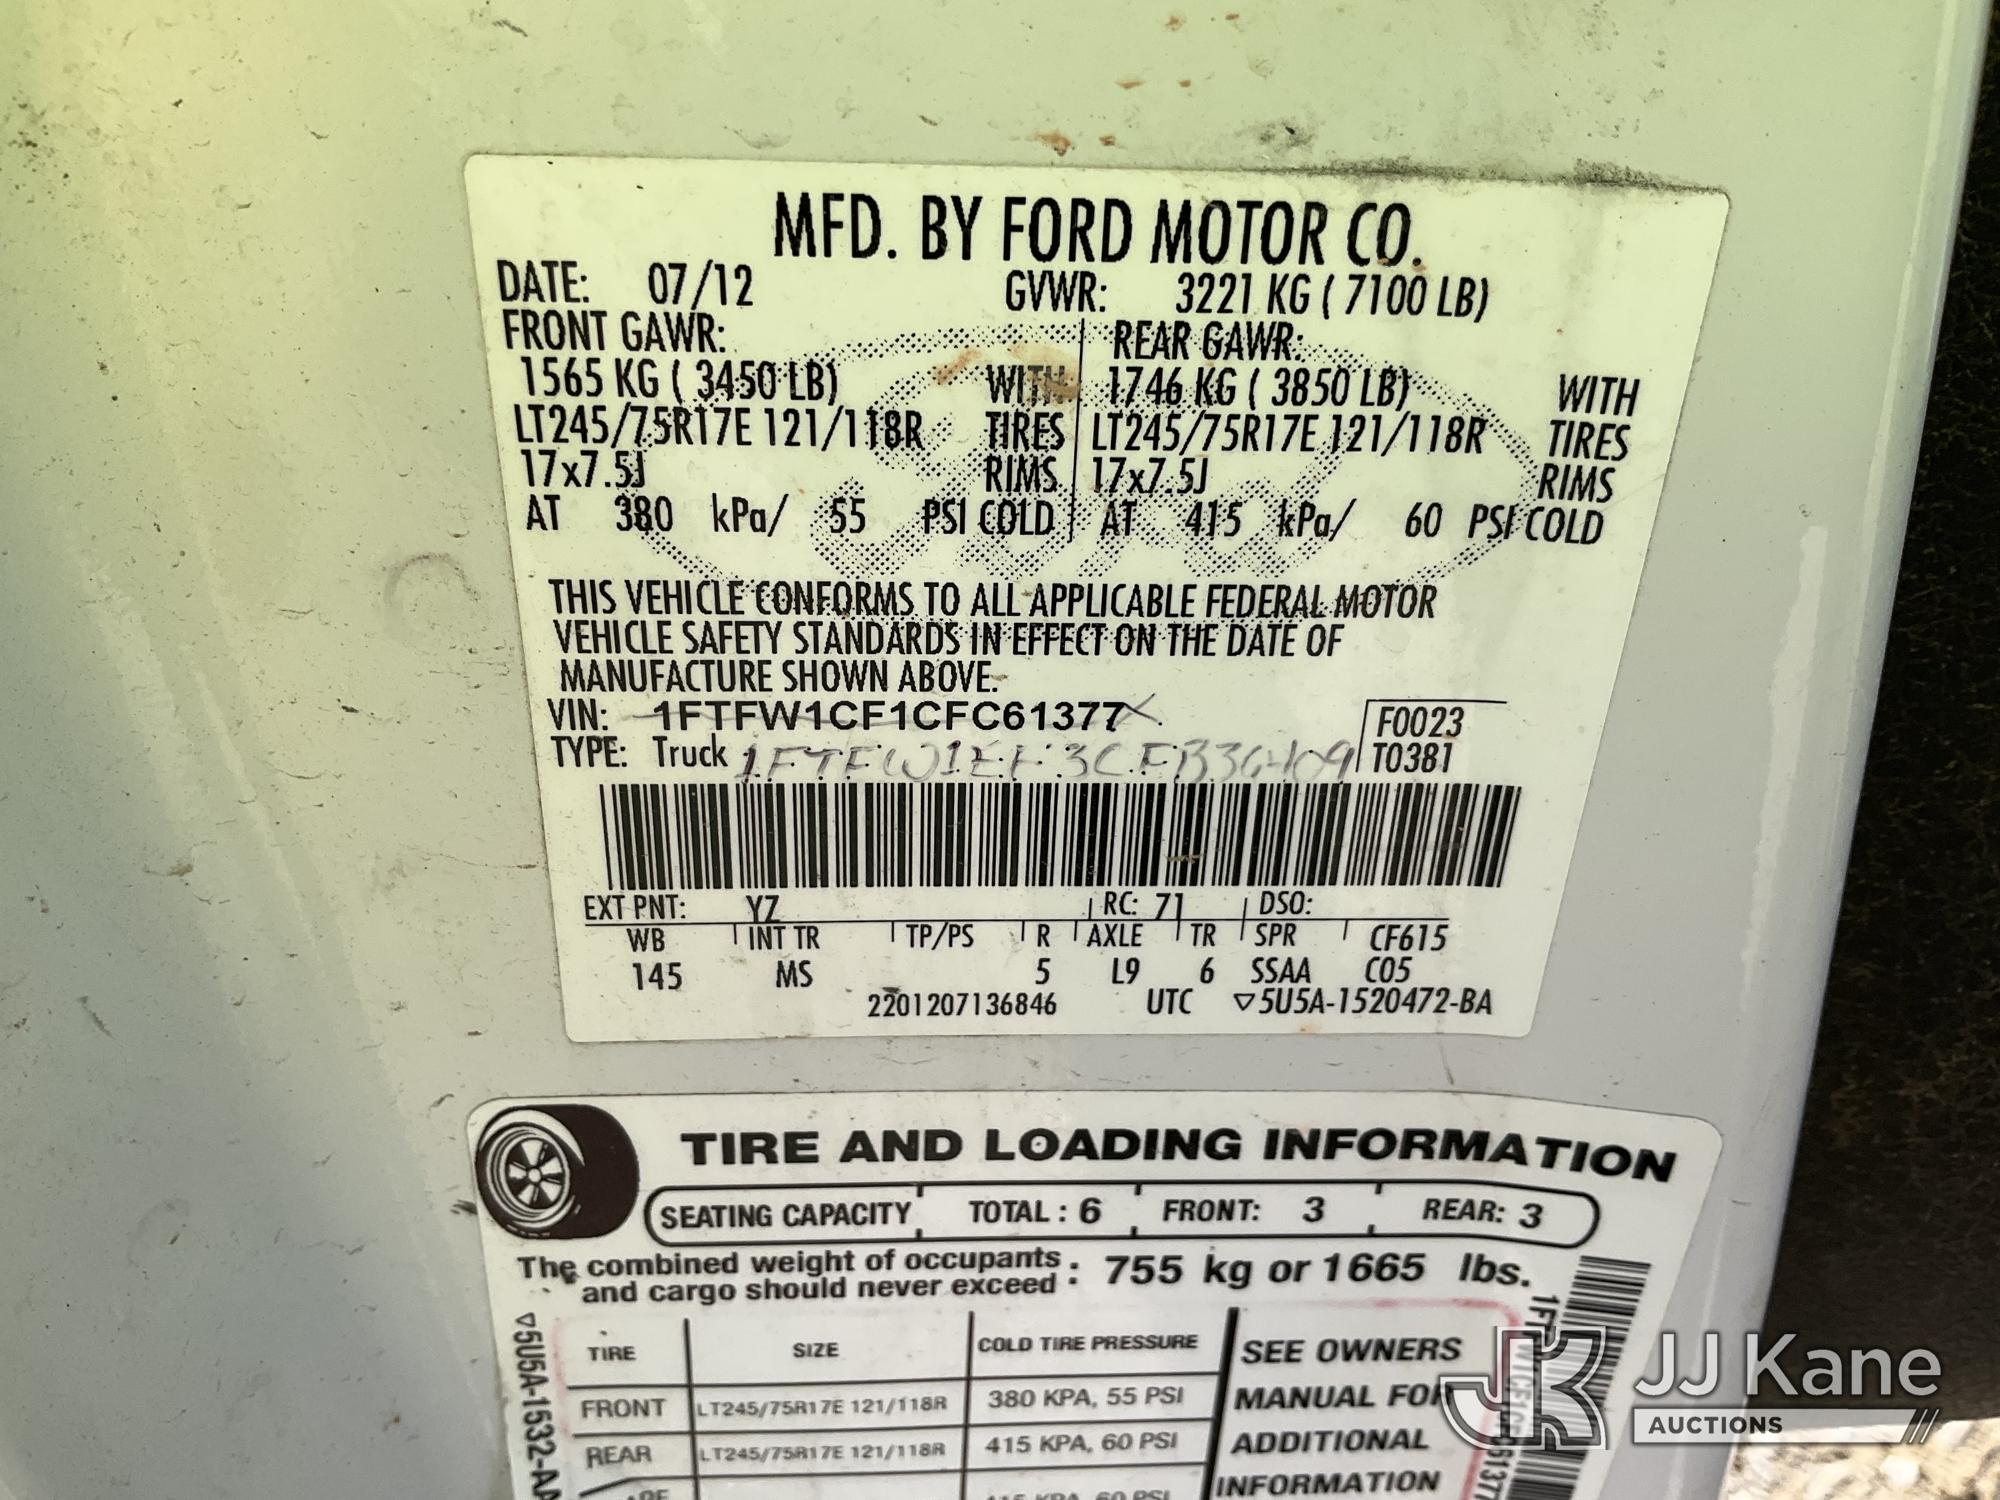 MFD. BY FORD MOTOR CO.
DATE: 07/12 GVWR: 3221 KG ( 7100 LB)
FRONT GAWR: REAR GAWR:
1565 KG ( 3450 LB) WITH 1746 KG ( 3850 LB) WITH
LT245/75R17E 121/118R TIRES LT245/75R17E 121/118R TIRES
17x7.5J RIMS 17x7.5J RIMS
AT 380 kPa/ 55 PSI COLD AT 415 kPa/ 60 PSI COLD
THIS VEHICLE CONFORMS TO ALL APPLICABLE FEDERAL MOTOR
VEHICLE SAFETY STANDARDS IN EFFECT ON THE DATE OF
MANUFACTURE SHOWN ABOVE.
VIN: 1FTFW1CF1CFC61377 F0023
TYPE: Truck T0381
EXT PNT: YZ RC: 71 DSO:
WB INT TR TP/PS R AXLE TR SPR CF615
145 MS 5 L9 6 SSAA C05
2201207136846 UTC ▽5U5A-1520472-BA
TIRE AND LOADING INFORMATION
SEATING CAPACITY TOTAL : 6 FRONT: 3 REAR: 3
The combined weight of occupants
and cargo should never exceed : 755 kg or 1665 lbs.
TIRE SIZE COLD TIRE PRESSURE SEE OWNERS
FRONT LT245/75R17E 121/118R 380 KPA, 55 PSI MANUAL FOR
REAR LT245/75R17E 121/118R 415 KPA, 60 PSI ADDITIONAL
INFORMATION
▽5U5A-1532-AA
JJ Kane
AUCTIONS